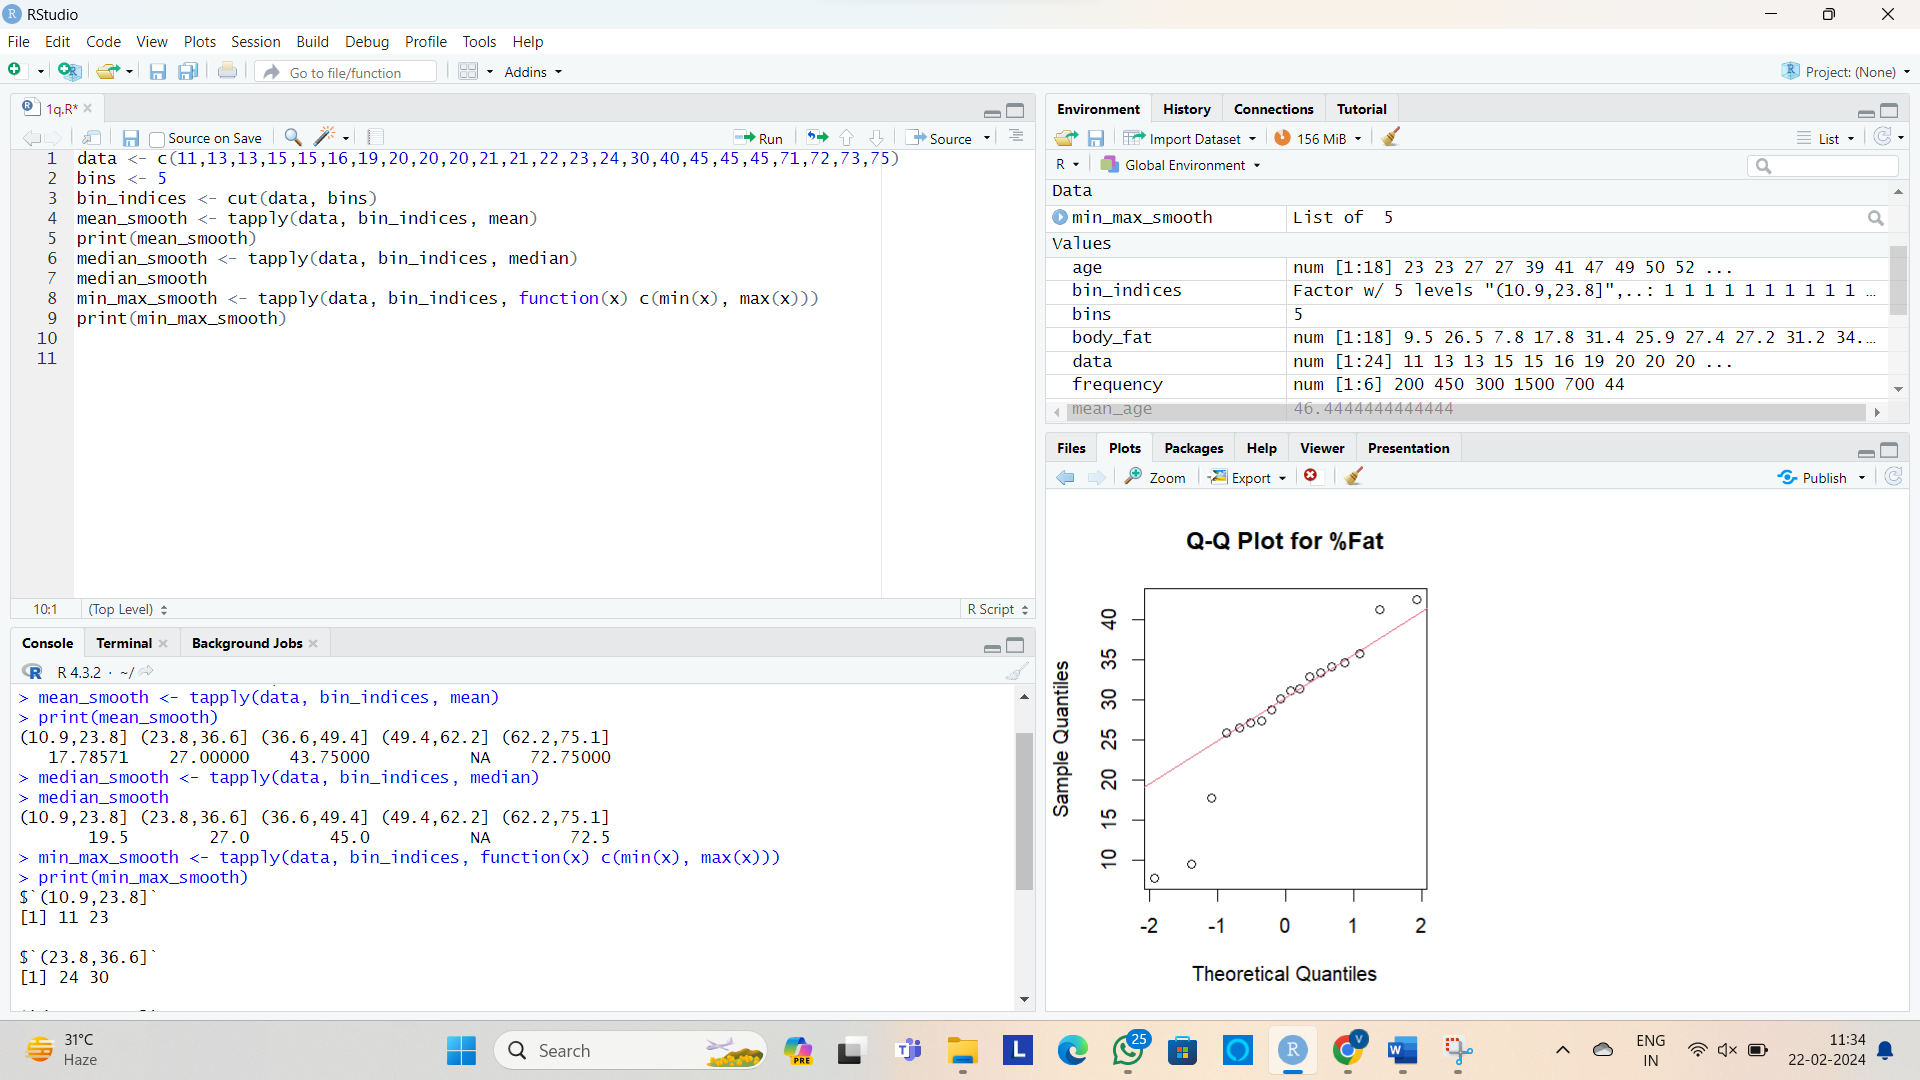 RStudio
File Edit Code View Plots Session Build Debug Profile Tools Help
Go to file/function Addins Project: (None)
1q.R*
Source on Save Run Source
1 data <- c(11,13,13,15,15,16,19,20,20,20,21,21,22,23,24,30,40,45,45,45,71,72,73,75)
2 bins <- 5
3 bin_indices <- cut(data, bins)
4 mean_smooth <- tapply(data, bin_indices, mean)
5 print(mean_smooth)
6 median_smooth <- tapply(data, bin_indices, median)
7 median_smooth
8 min_max_smooth <- tapply(data, bin_indices, function(x) c(min(x), max(x)))
9 print(min_max_smooth)
10
11
10:1 (Top Level) R Script
Console Terminal Background Jobs
R 4.3.2 · ~/
> mean_smooth <- tapply(data, bin_indices, mean)
> print(mean_smooth)
(10.9,23.8] (23.8,36.6] (36.6,49.4] (49.4,62.2] (62.2,75.1]
17.78571 27.00000 43.75000 NA 72.75000
> median_smooth <- tapply(data, bin_indices, median)
> median_smooth
(10.9,23.8] (23.8,36.6] (36.6,49.4] (49.4,62.2] (62.2,75.1]
19.5 27.0 45.0 NA 72.5
> min_max_smooth <- tapply(data, bin_indices, function(x) c(min(x), max(x)))
> print(min_max_smooth)
$`(10.9,23.8]`
[1] 11 23
$`(23.8,36.6]`
[1] 24 30
Environment History Connections Tutorial
Import Dataset 156 MiB List
R Global Environment
Data
min_max_smooth List of 5
Values
age num [1:18] 23 23 27 27 39 41 47 49 50 52 ...
bin_indices Factor w/ 5 levels "(10.9,23.8]",..: 1 1 1 1 1 1 1 1 1 1 …
bins 5
body_fat num [1:18] 9.5 26.5 7.8 17.8 31.4 25.9 27.4 27.2 31.2 34.…
data num [1:24] 11 13 13 15 15 16 19 20 20 20 ...
frequency num [1:6] 200 450 300 1500 700 44
mean_age 46.4444444444444
Files Plots Packages Help Viewer Presentation
Zoom Export Publish
Q-Q Plot for %Fat
Sample Quantiles
40
35
30
25
20
15
10
-2 -1 0 1 2
Theoretical Quantiles
31°C
Haze
Search
PRE
25
V
ENG
IN
11:34
22-02-2024